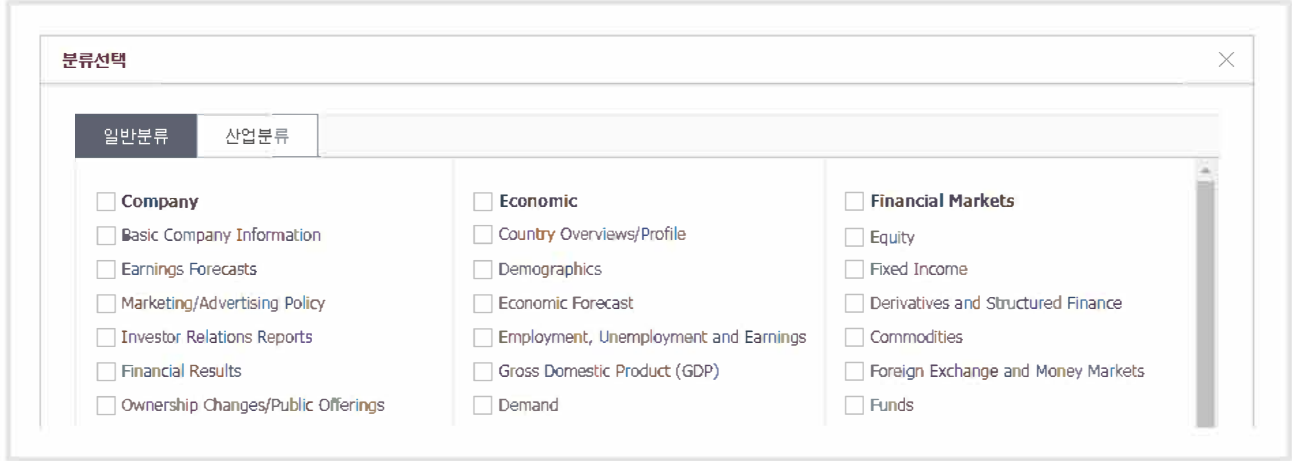 분류선택
일반분류 산업분류
Company
Basic Company Information
Earnings Forecasts
Marketing/Advertising Policy
Investor Relations Reports
Financial Results
Ownership Changes/Public Offerings
Economic
Country Overviews/Profile
Demographics
Economic Forecast
Employment, Unemployment and Earnings
Gross Domestic Product (GDP)
Demand
Financial Markets
Equity
Fixed Income
Derivatives and Structured Finance
Commodities
Foreign Exchange and Money Markets
Funds